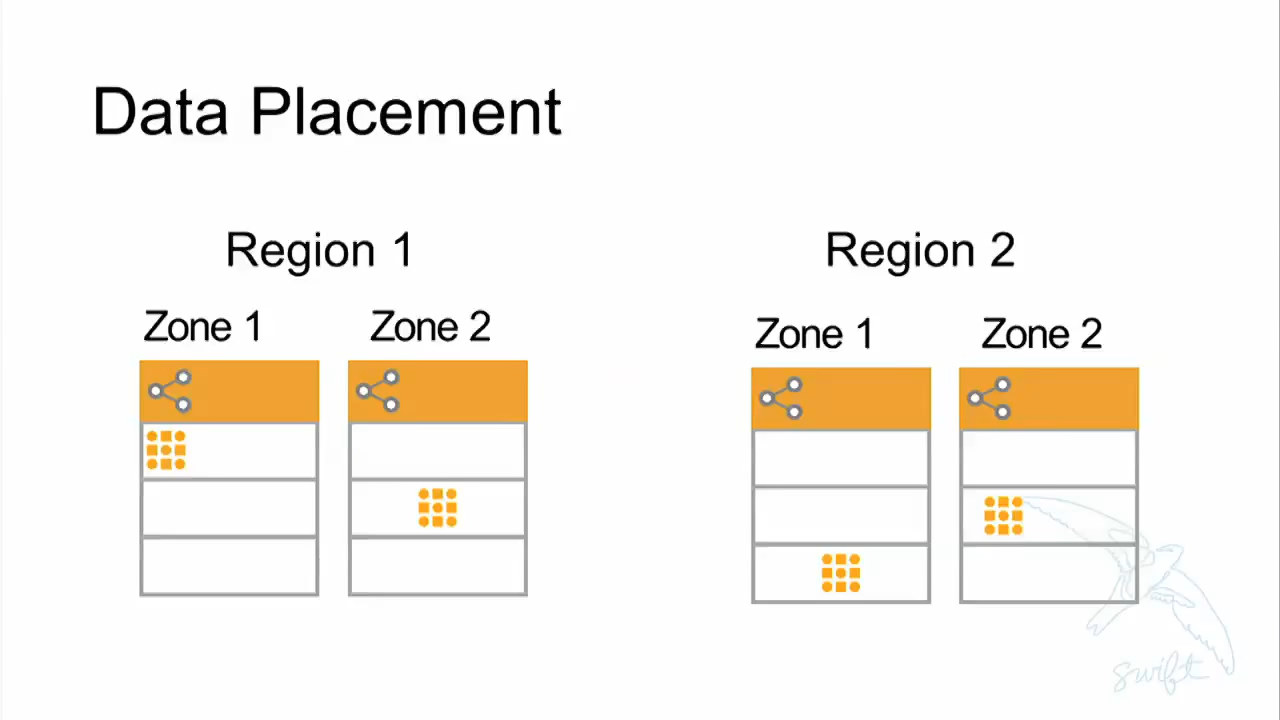 Data Placement
Region 1
Region 2
Zone 1
Zone 2
Zone 1
Zone 2
swift